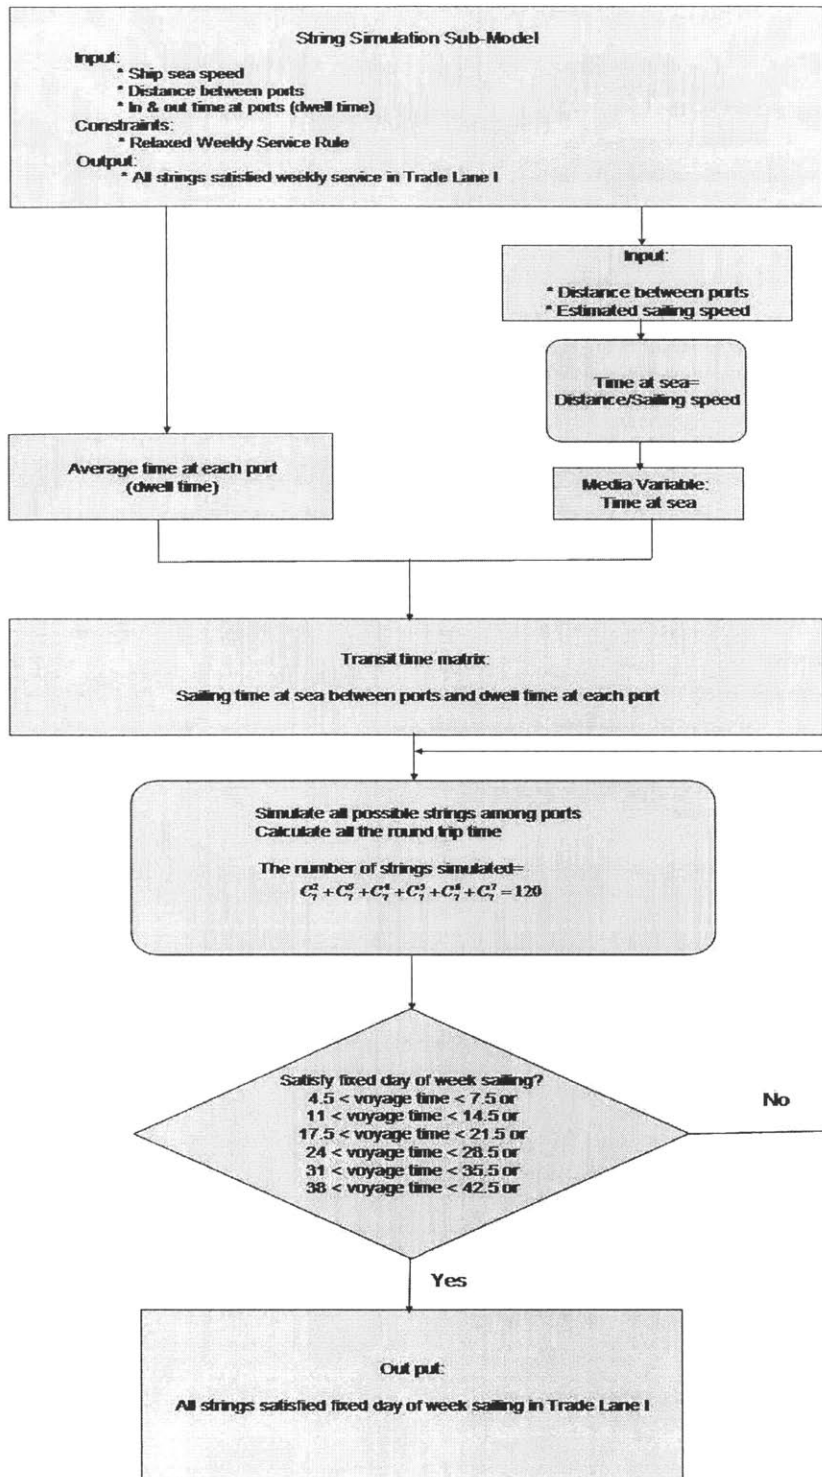 String Simulation Sub-Model
Input:
* Ship sea speed
* Distance between ports
* In & out time at ports (dwell time)
Constraints:
* Relaxed Weekly Service Rule
Output:
* All strings satisfied weekly service in Trade Lane I
Input:
* Distance between ports
* Estimated sailing speed
Time at sea=
Distance/Sailing speed
Average time at each port
(dwell time)
Media Variable:
Time at sea
Transit time matrix:
Sailing time at sea between ports and dwell time at each port
Simulate all possible strings among ports
Calculate all the round trip time
The number of strings simulated=
C₇² + C₇³ + C₇⁴ + C₇⁵ + C₇⁶ + C₇⁷ = 120
Satisfy fixed day of week sailing?
4.5 < voyage time < 7.5 or
11 < voyage time < 14.5 or
17.5 < voyage time < 21.5 or
24 < voyage time < 28.5 or
31 < voyage time < 35.5 or
38 < voyage time < 42.5 or
No
Yes
Out put:
All strings satisfied fixed day of week sailing in Trade Lane I